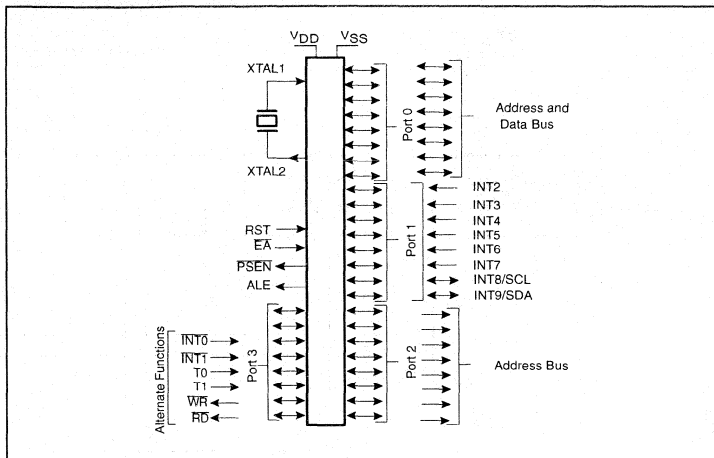 VDD VSS
XTAL1
XTAL2
RST
EA
PSEN
ALE
Port 0
Address and
Data Bus
Port 1
INT2
INT3
INT4
INT5
INT6
INT7
INT8/SCL
INT9/SDA
Alternate Functions
INT0
INT1
T0
T1
WR
RD
Port 3
Port 2
Address Bus